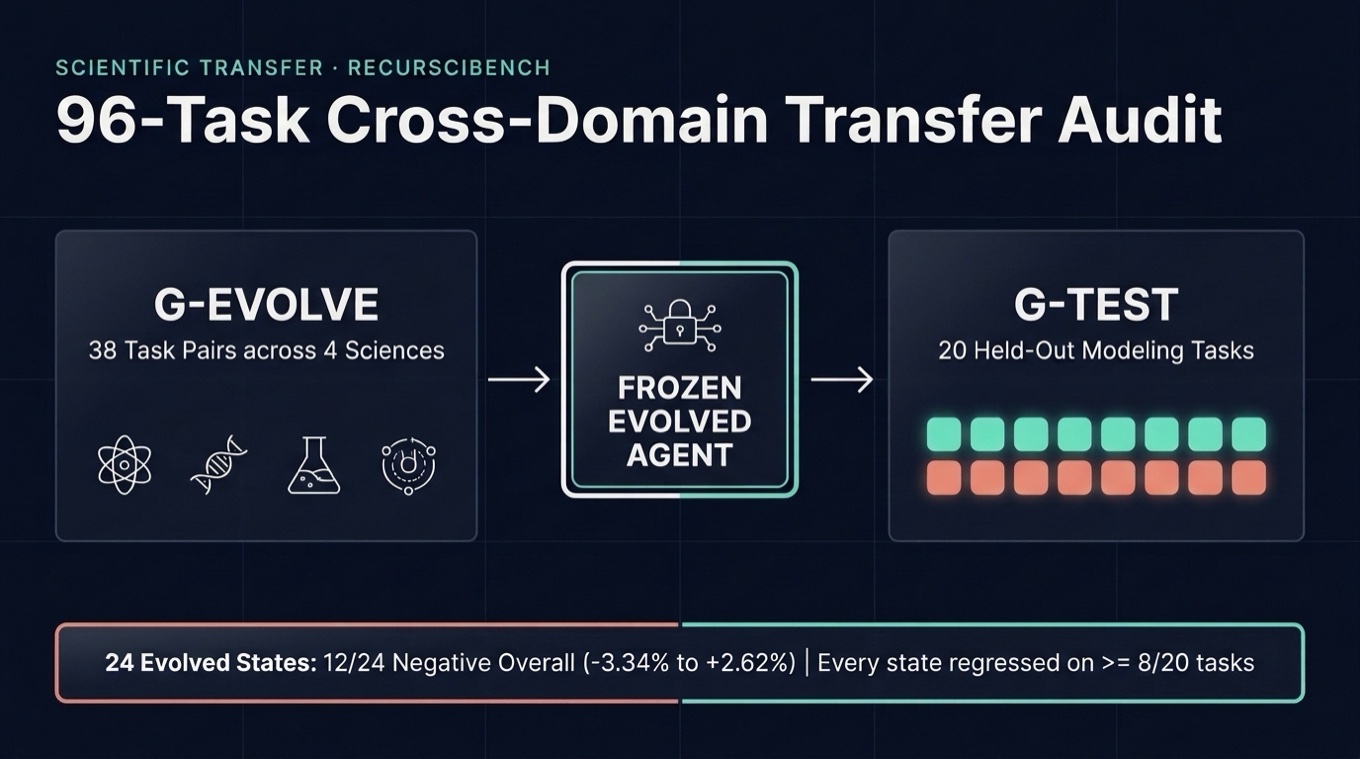 SCIENTIFIC TRANSFER · RECURSCIBENCH
96-Task Cross-Domain Transfer Audit
G-EVOLVE
38 Task Pairs across 4 Sciences
FROZEN
EVOLVED
AGENT
G-TEST
20 Held-Out Modeling Tasks
24 Evolved States: 12/24 Negative Overall (-3.34% to +2.62%) | Every state regressed on >= 8/20 tasks